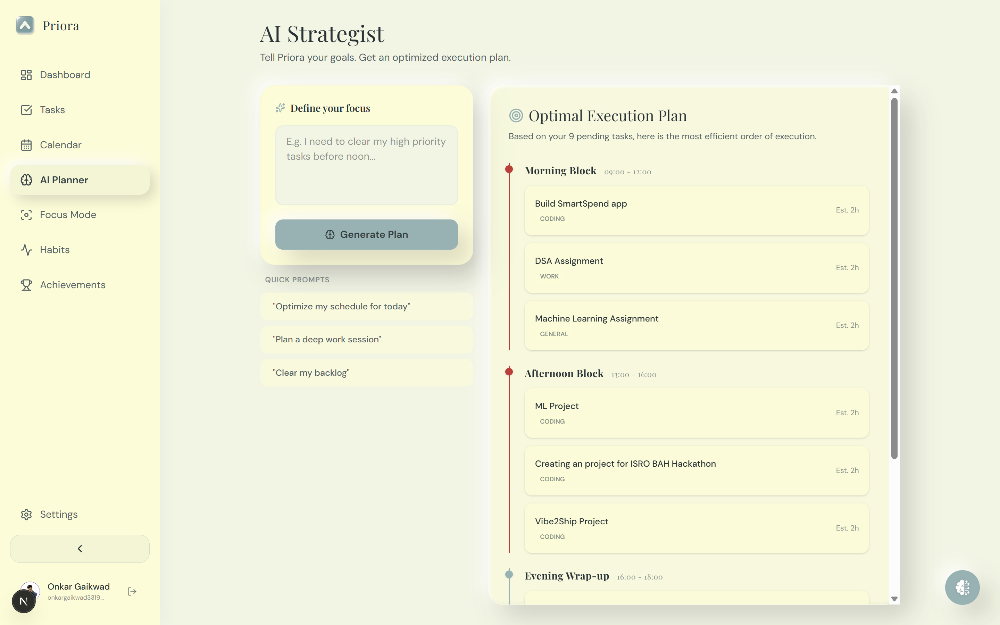 Priora
Dashboard
Tasks
Calendar
AI Planner
Focus Mode
Habits
Achievements
Settings
Onkar Gaikwad
onkargaikwad3319...
N
AI Strategist
Tell Priora your goals. Get an optimized execution plan.
Define your focus
E.g. I need to clear my high priority
tasks before noon...
Generate Plan
QUICK PROMPTS
"Optimize my schedule for today"
"Plan a deep work session"
"Clear my backlog"
Optimal Execution Plan
Based on your 9 pending tasks, here is the most efficient order of execution.
Morning Block 09:00 - 12:00
Build SmartSpend app
CODING
Est. 2h
DSA Assignment
WORK
Est. 2h
Machine Learning Assignment
GENERAL
Est. 2h
Afternoon Block 13:00 - 16:00
ML Project
CODING
Est. 2h
Creating an project for ISRO BAH Hackathon
CODING
Est. 2h
Vibe2Ship Project
CODING
Est. 2h
Evening Wrap-up 16:00 - 18:00